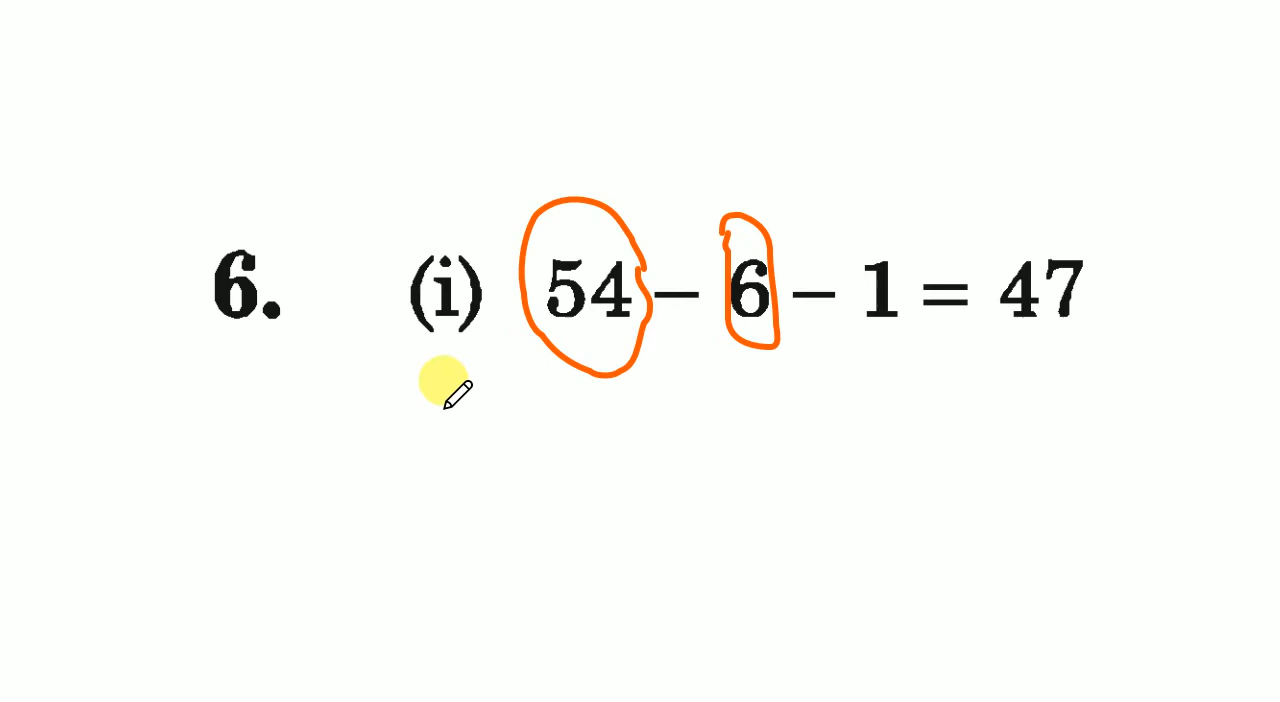 6. (i) 54 − 6 − 1 = 47